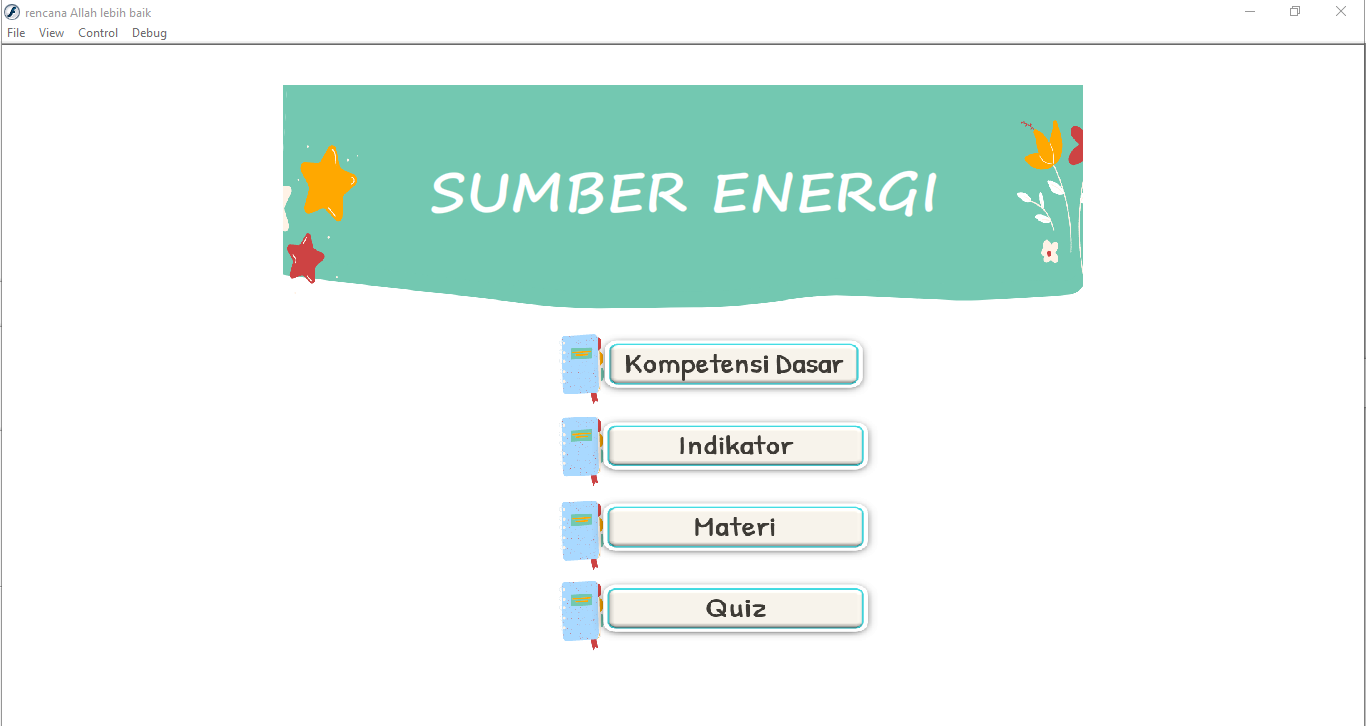 rencana Allah lebih baik
File View Control Debug
SUMBER ENERGI
Kompetensi Dasar
Indikator
Materi
Quiz